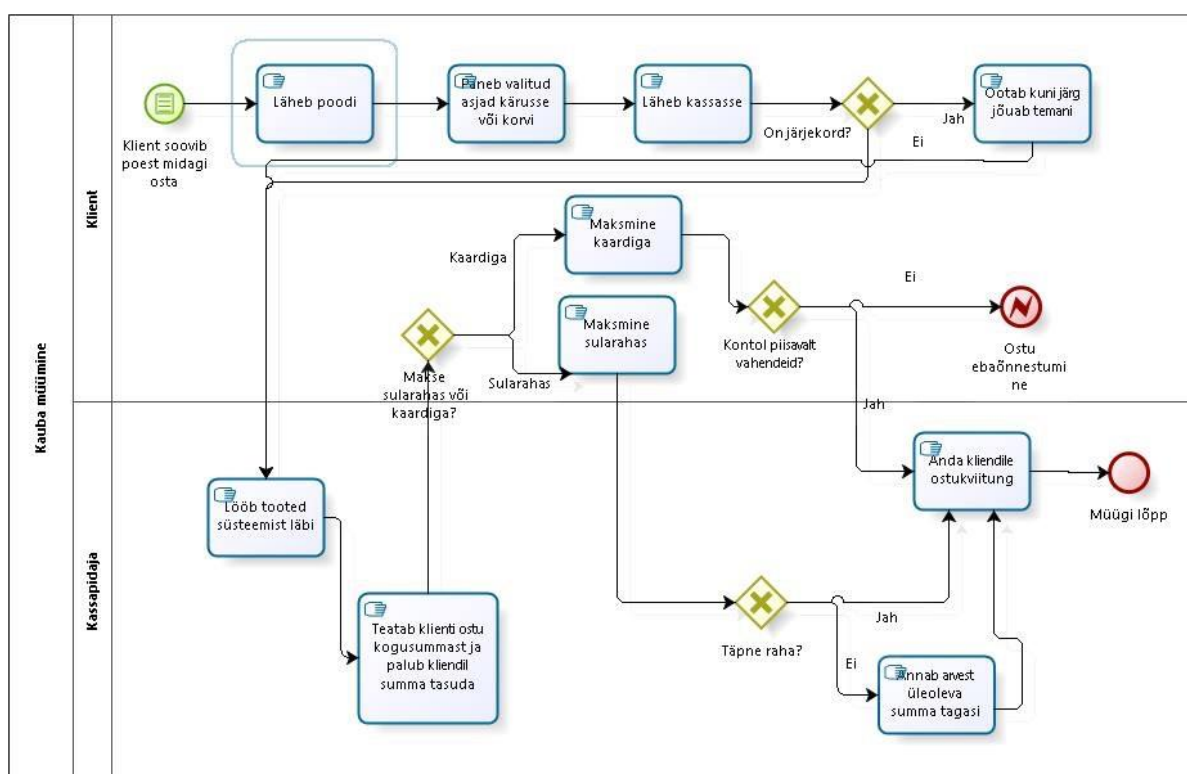 Kauba müümine
Klient
Kassapidaja
Klient soovib
poest midagi
osta
Läheb poodi
Paneb valitud
asjad kärusse
või korvi
Läheb kassasse
On järjekord?
Jah
Ei
Ootab kuni järg
jõuab temani
Maksmine
kaardiga
Kaardiga
Maksmine
sularahas
Sularahas
Makse
sularahas või
kaardiga?
Kontol piisavalt
vahendeid?
Ei
Jah
Ostu
ebaõnnestumi
ne
Lööb tooted
süsteemist läbi
Teatab klienti ostu
kogusummast ja
palub kliendil
summa tasuda
Anda kliendile
ostukviitung
Müügi lõpp
Täpne raha?
Jah
Ei
Annab arvest
üleoleva
summa tagasi